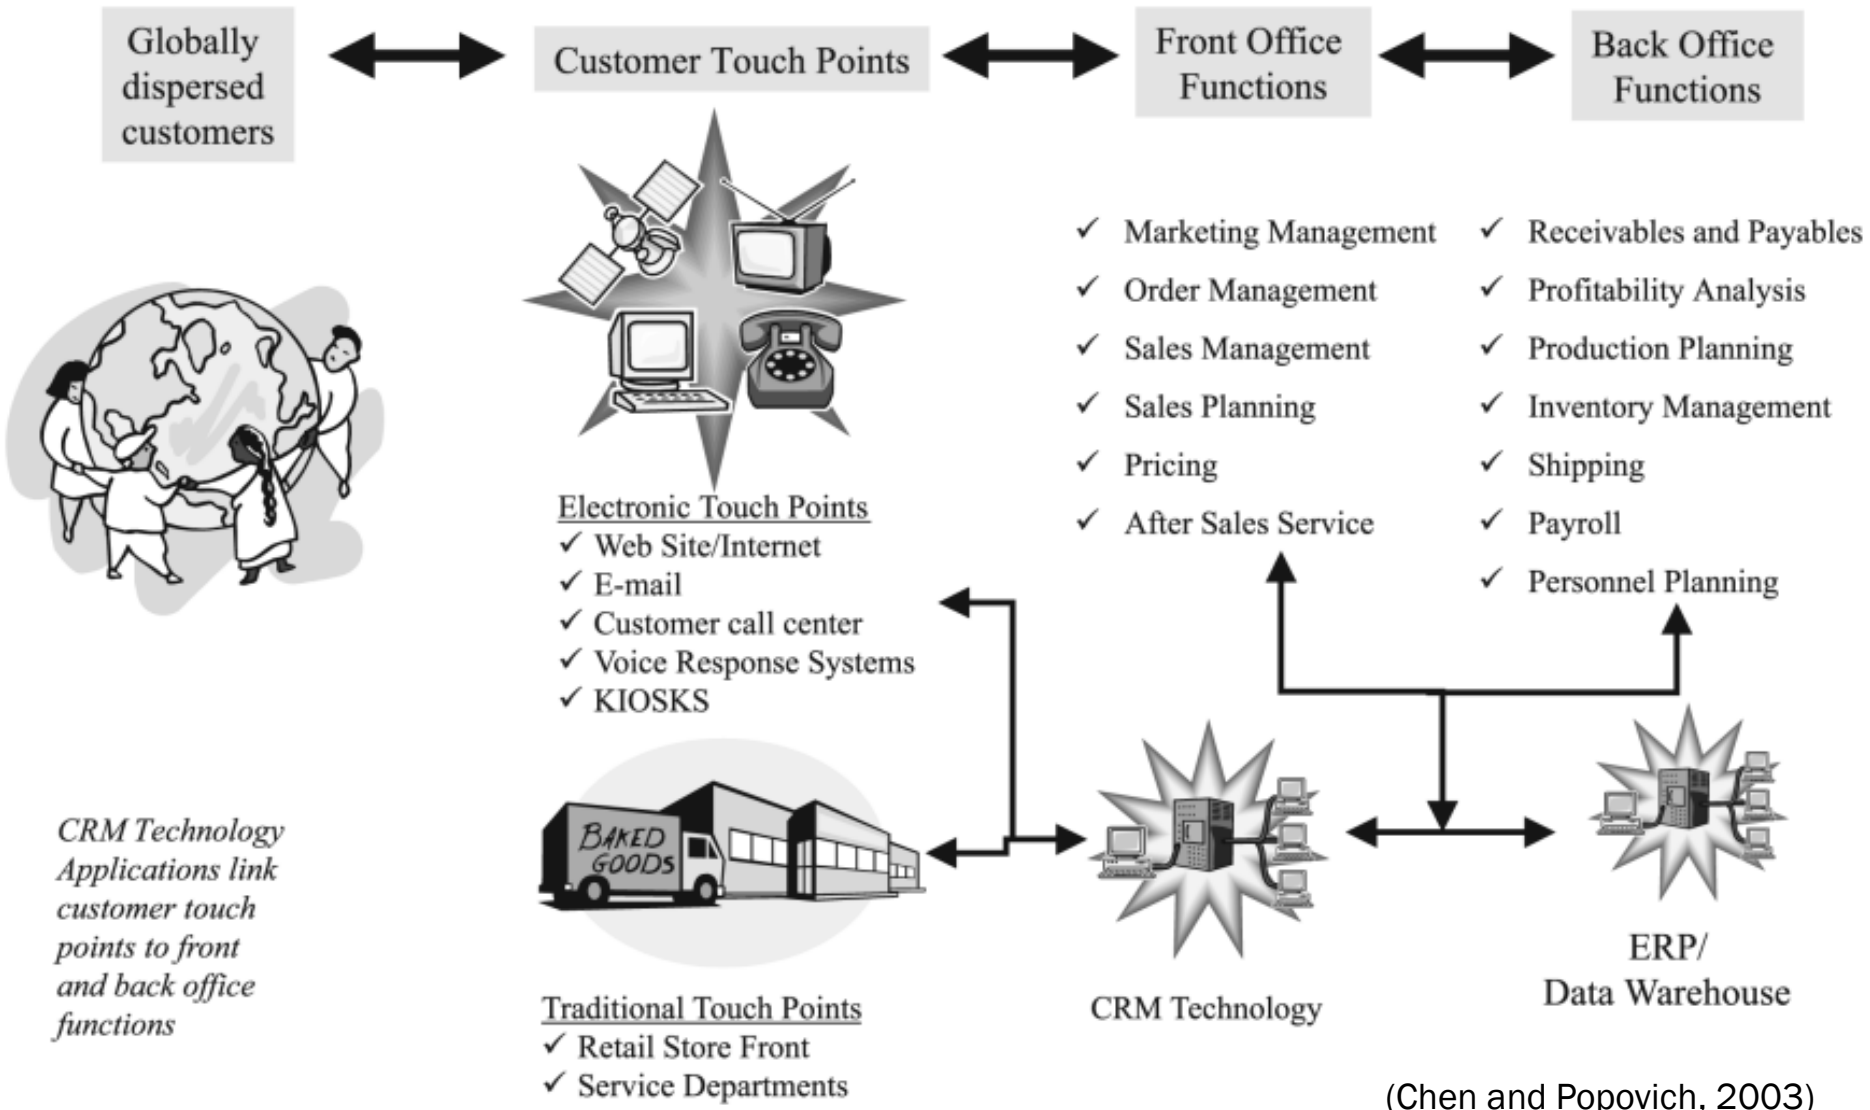 Globally
dispersed
customers
Customer Touch Points
Front Office
Functions
Back Office
Functions
✓ Marketing Management
✓ Order Management
✓ Sales Management
✓ Sales Planning
✓ Pricing
✓ After Sales Service
✓ Receivables and Payables
✓ Profitability Analysis
✓ Production Planning
✓ Inventory Management
✓ Shipping
✓ Payroll
✓ Personnel Planning
Electronic Touch Points
✓ Web Site/Internet
✓ E-mail
✓ Customer call center
✓ Voice Response Systems
✓ KIOSKS
BAKED
GOODS
Traditional Touch Points
✓ Retail Store Front
✓ Service Departments
CRM Technology
ERP/
Data Warehouse
CRM Technology
Applications link
customer touch
points to front
and back office
functions
(Chen and Popovich, 2003)